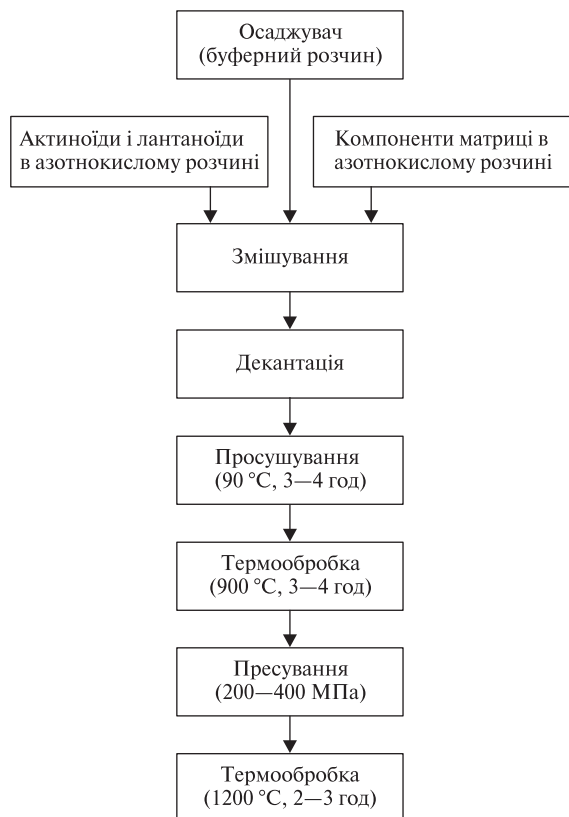 Осаджувач
(буферний розчин)
Актиноїди і лантаноїди
в азотнокислому розчині
Компоненти матриці в
азотнокислому розчині
Змішування
Декантація
Просушування
(90 °С, 3—4 год)
Термообробка
(900 °С, 3—4 год)
Пресування
(200—400 МПа)
Термообробка
(1200 °С, 2—3 год)